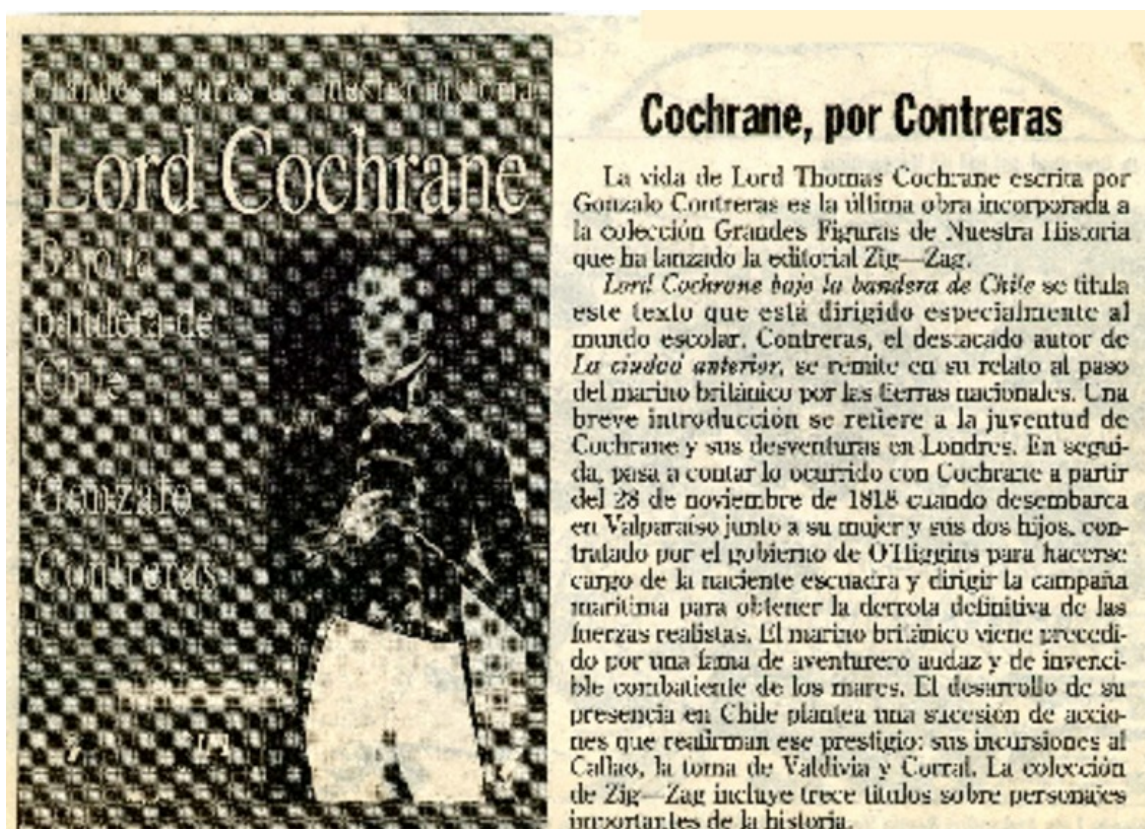 Grandes figuras de nuestra historia
Lord Cochrane
Bajo la
bandera de
Chile
Gonzalo
Contreras
Cochrane, por Contreras
La vida de Lord Thomas Cochrane escrita por
Gonzalo Contreras es la última obra incorporada a
la colección Grandes Figuras de Nuestra Historia
que ha lanzado la editorial Zig—Zag.
Lord Cochrane bajo la bandera de Chile se titula
este texto que está dirigido especialmente al
mundo escolar. Contreras, el destacado autor de
La ciudad anterior, se remite en su relato al paso
del marino británico por las tierras nacionales. Una
breve introducción se refiere a la juventud de
Cochrane y sus desventuras en Londres. En segui-
da, pasa a contar lo ocurrido con Cochrane a partir
del 28 de noviembre de 1818 cuando desembarca
en Valparaíso junto a su mujer y sus dos hijos, con-
tratado por el gobierno de O'Higgins para hacerse
cargo de la naciente escuadra y dirigir la campaña
marítima para obtener la derrota definitiva de las
fuerzas realistas. El marino británico viene precedi-
do por una fama de aventurero audaz y de invenci-
ble combatiente de los mares. El desarrollo de su
presencia en Chile plantea una sucesión de accio-
nes que reafirman ese prestigio: sus incursiones al
Callao, la toma de Valdivia y Corral. La colección
de Zig—Zag incluye trece títulos sobre personajes
importantes de la historia.